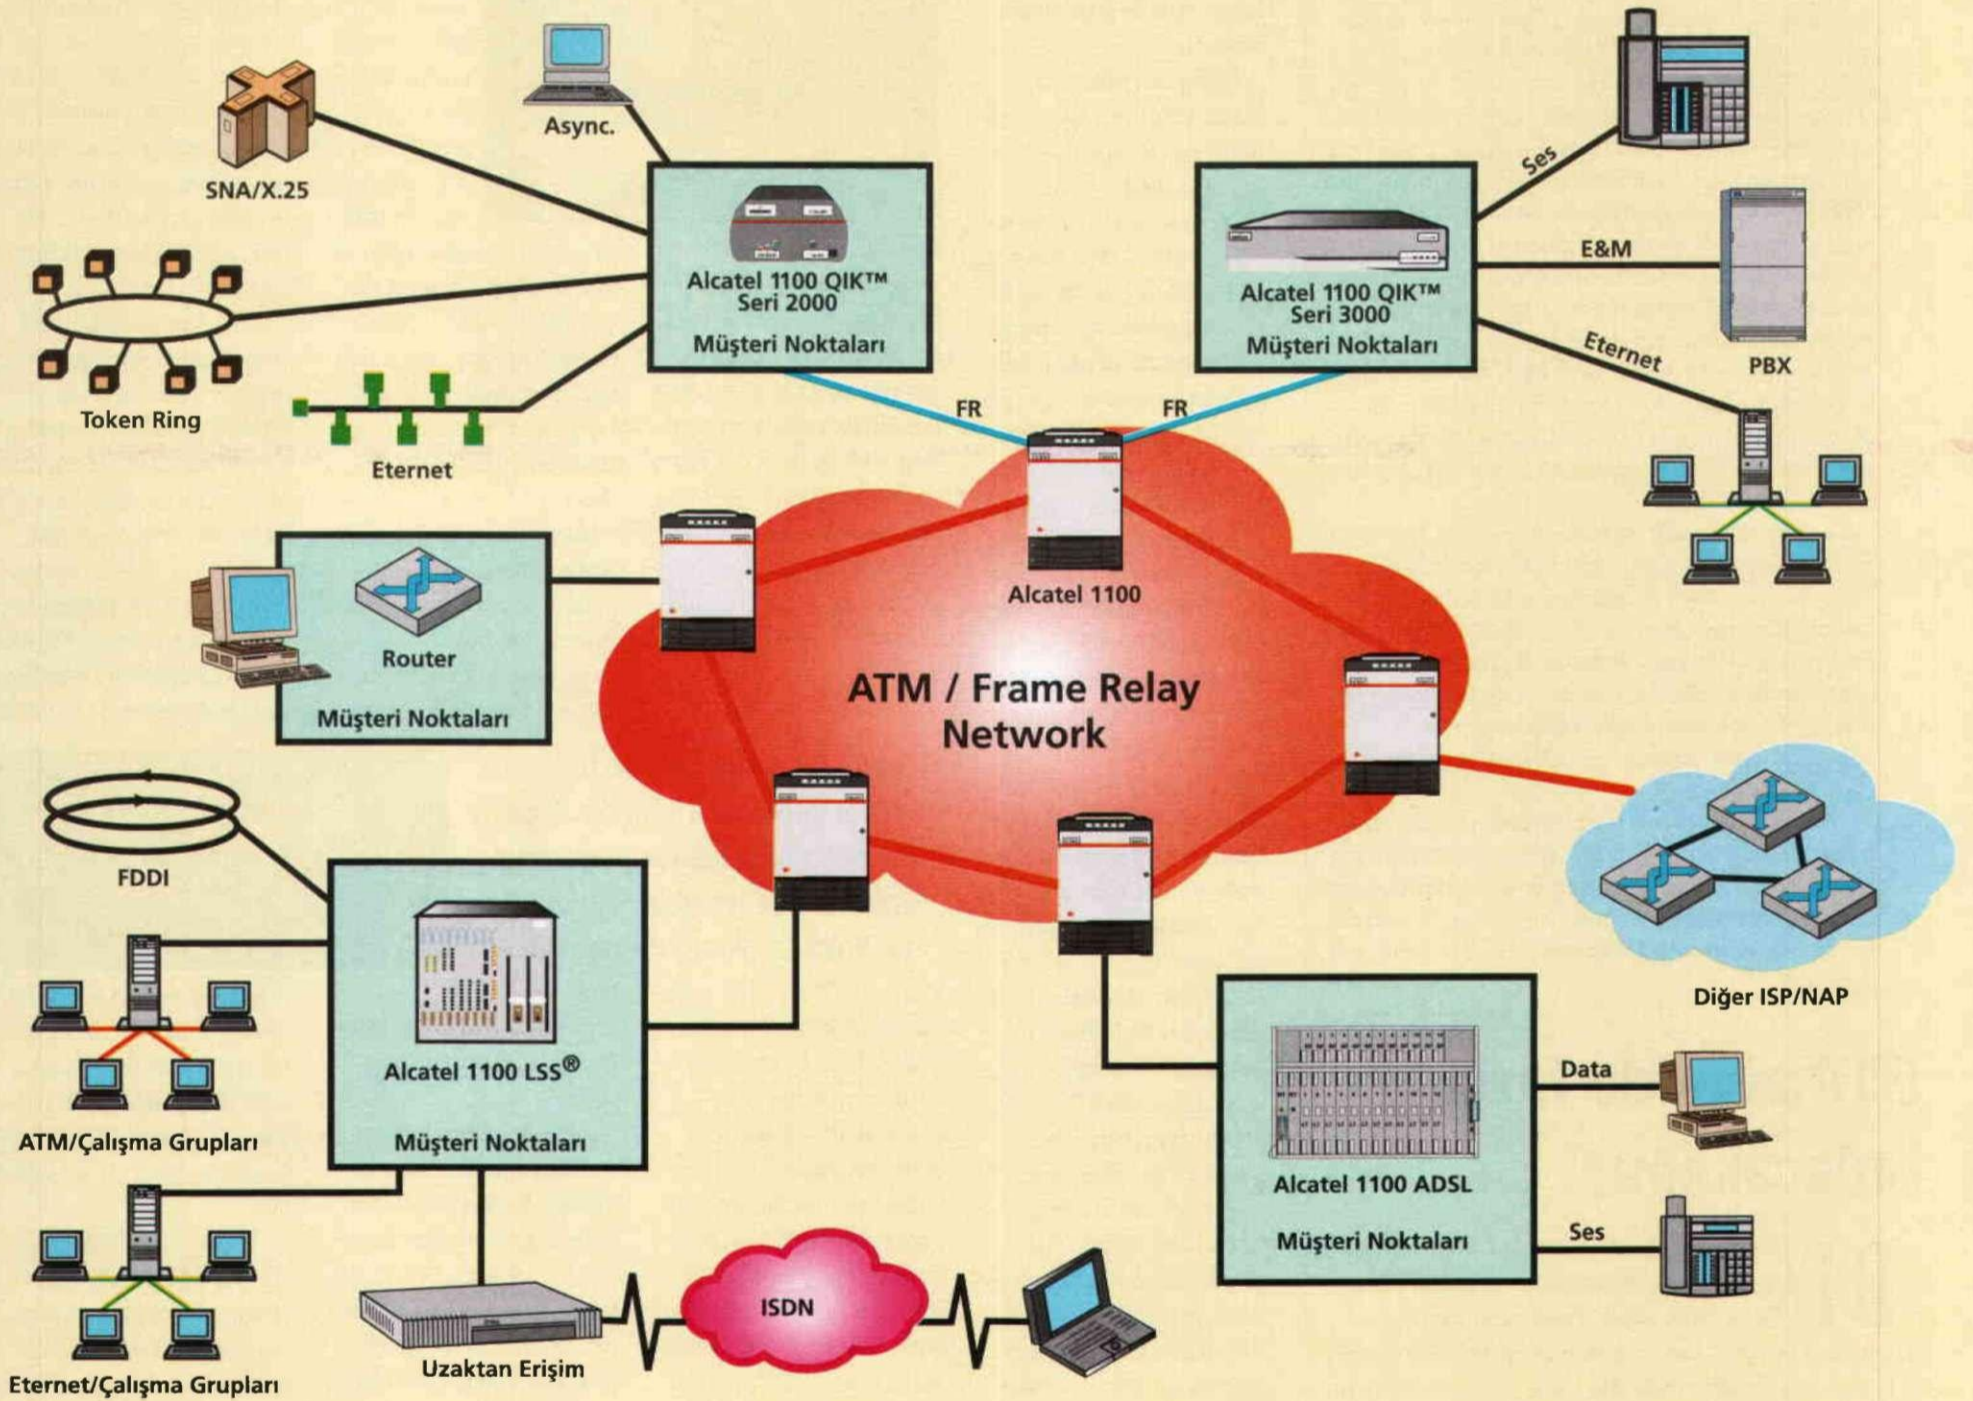 Async.
SNA/X.25
Ses
E&M
Alcatel 1100 QIK™
Seri 2000
Müşteri Noktaları
Alcatel 1100 QIK™
Seri 3000
Müşteri Noktaları
Eternet
PBX
Token Ring
FR
FR
Eternet
Alcatel 1100
Router
Müşteri Noktaları
ATM / Frame Relay
Network
FDDI
Diğer ISP/NAP
Alcatel 1100 LSS®
Müşteri Noktaları
Data
ATM/Çalışma Grupları
Alcatel 1100 ADSL
Müşteri Noktaları
Ses
ISDN
Uzaktan Erişim
Eternet/Çalışma Grupları